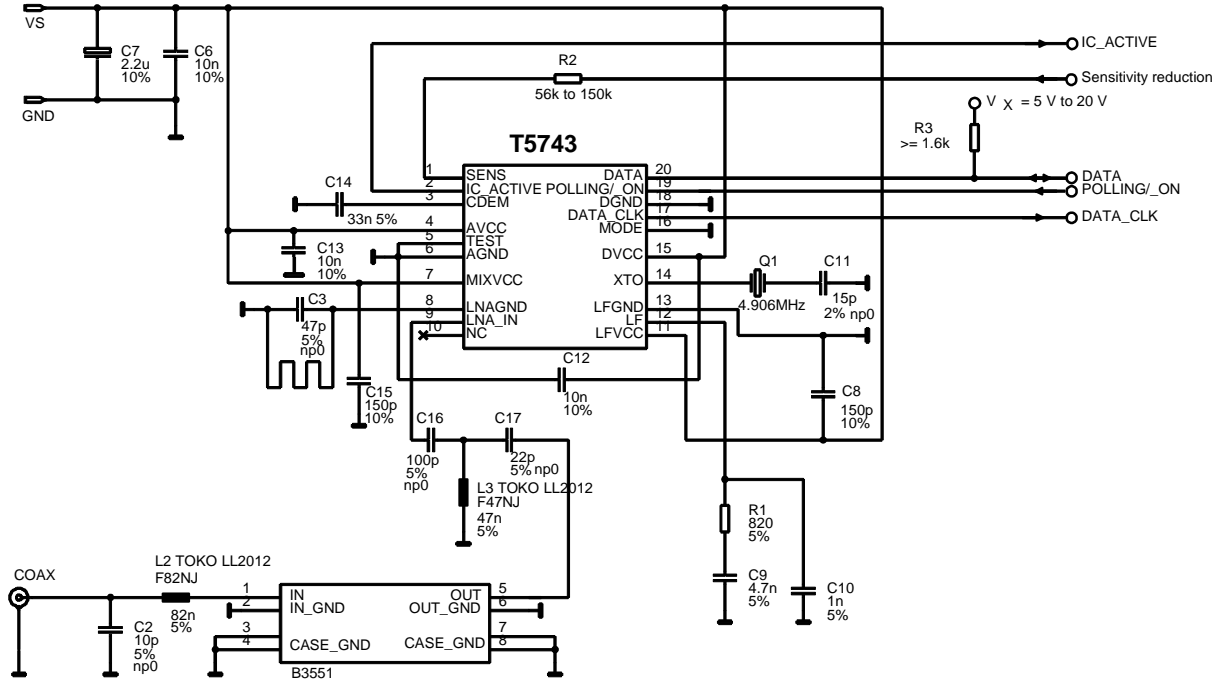 VS
C7
2.2u
10%
C6
10n
10%
GND
IC_ACTIVE
R2
56k to 150k
Sensitivity reduction
V X = 5 V to 20 V
R3
>= 1.6k
T5743
1 SENS
2 IC_ACTIVE
3 CDEM
4 AVCC
5 TEST
6 AGND
7 MIXVCC
8 LNAGND
9 LNA_IN
10 NC
DATA 20
POLLING/_ON 19
DGND 18
DATA_CLK 17
MODE 16
DVCC 15
XTO 14
LFGND 13
LF 12
LFVCC 11
DATA
POLLING/_ON
DATA_CLK
C14
33n 5%
C13
10n
10%
C3
47p
5%
np0
C15
150p
10%
Q1
4.906MHz
C11
15p
2% np0
C12
10n
10%
C8
150p
10%
C16
100p
5%
np0
C17
22p
5% np0
L3 TOKO LL2012
F47NJ
47n
5%
R1
820
5%
C9
4.7n
5%
C10
1n
5%
COAX
L2 TOKO LL2012
F82NJ
82n
5%
C2
10p
5%
np0
1 IN
2 IN_GND
3
4 CASE_GND
OUT 5
OUT_GND 6
7
CASE_GND 8
B3551